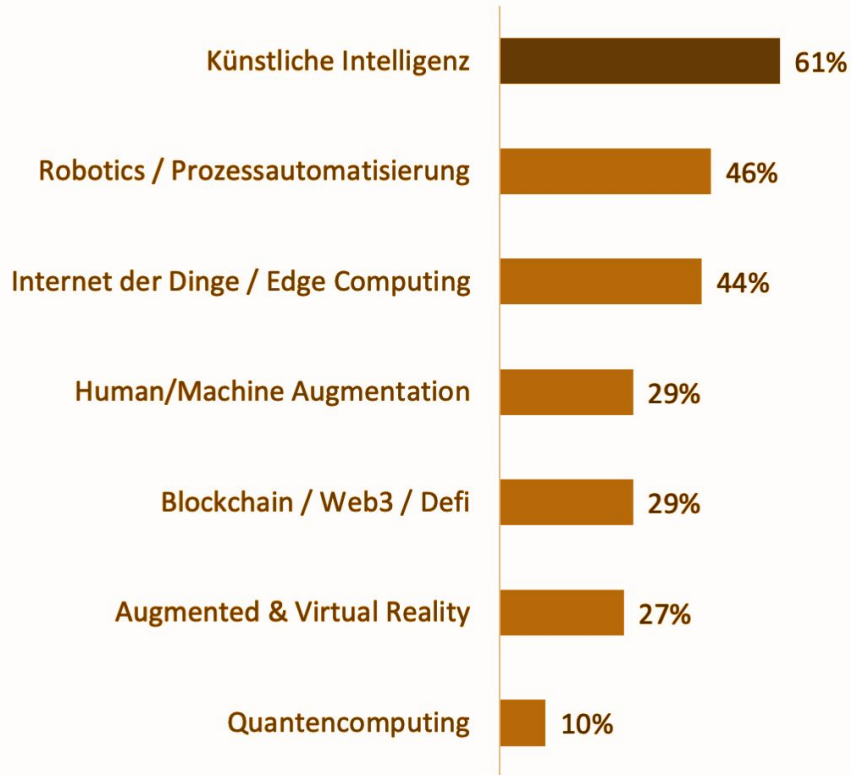 Künstliche Intelligenz 61%
Robotics / Prozessautomatisierung 46%
Internet der Dinge / Edge Computing 44%
Human/Machine Augmentation 29%
Blockchain / Web3 / Defi 29%
Augmented & Virtual Reality 27%
Quantencomputing 10%